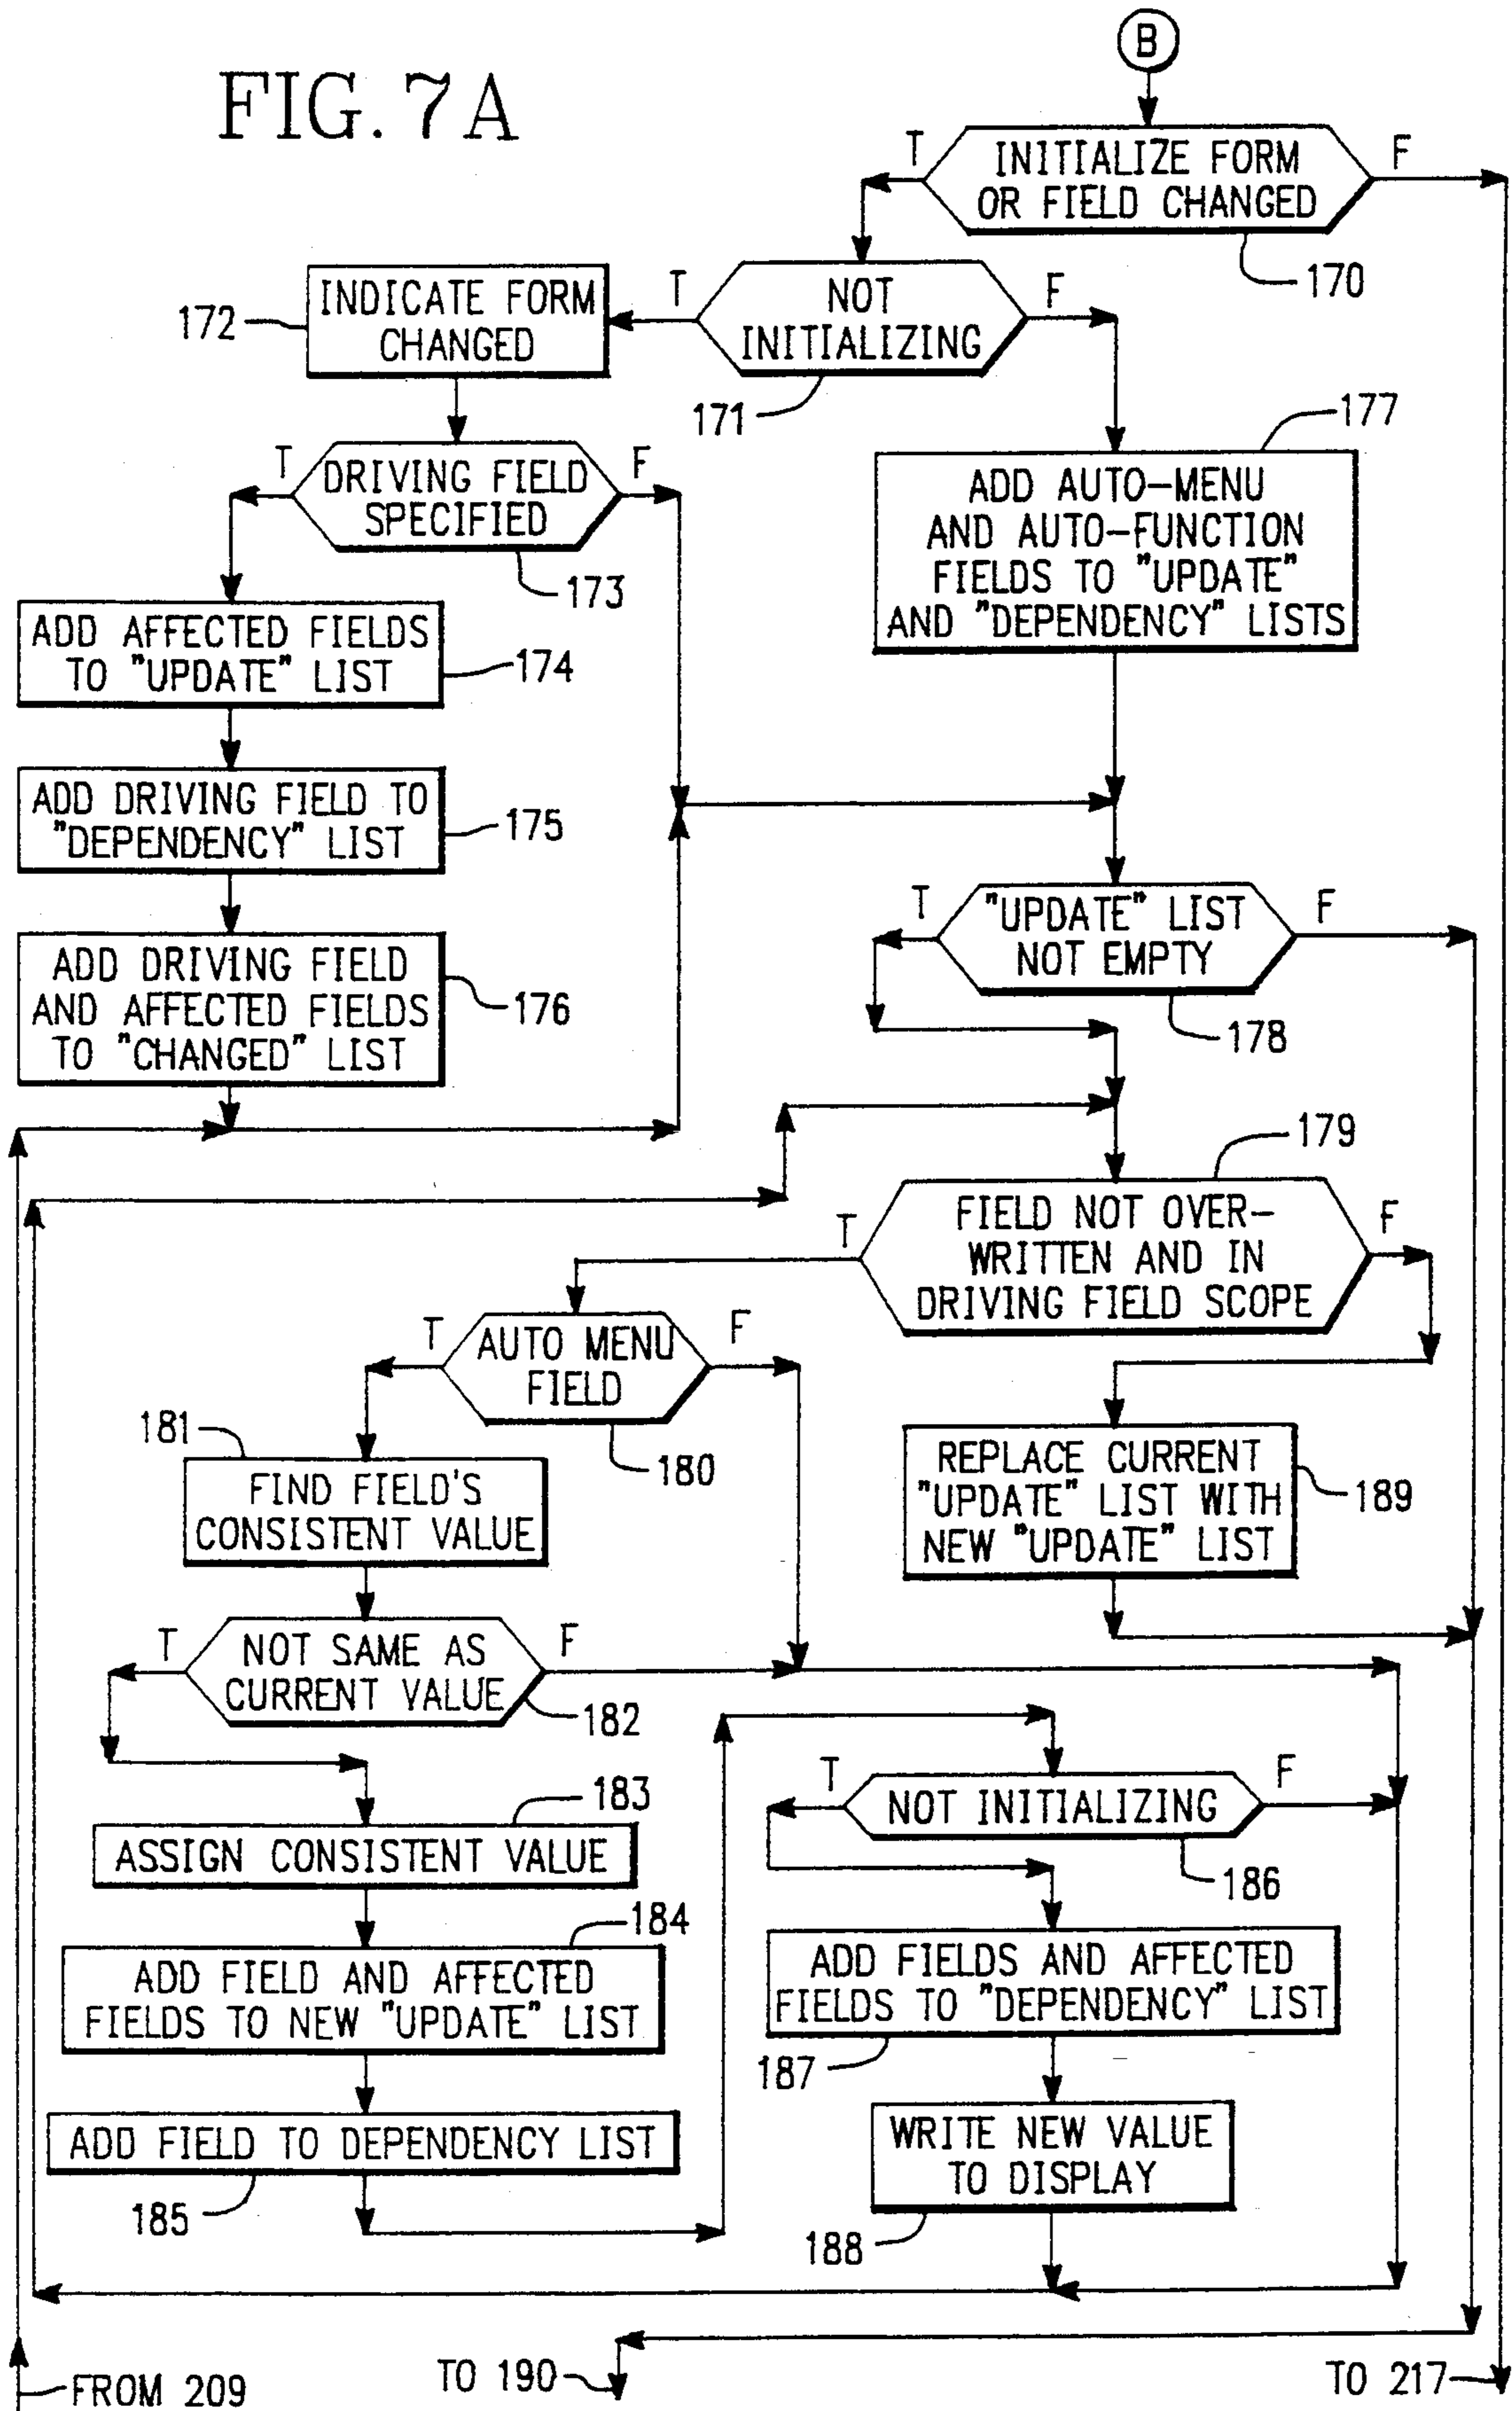 FIG. 7A
B
T
INITIALIZE FORM
OR FIELD CHANGED
F
170
172
INDICATE FORM
CHANGED
T
NOT
INITIALIZING
F
171
177
T
DRIVING FIELD
SPECIFIED
F
173
ADD AUTO-MENU
AND AUTO-FUNCTION
FIELDS TO "UPDATE"
AND "DEPENDENCY" LISTS
ADD AFFECTED FIELDS
TO "UPDATE" LIST
174
ADD DRIVING FIELD TO
"DEPENDENCY" LIST
175
T
"UPDATE" LIST
NOT EMPTY
F
178
ADD DRIVING FIELD
AND AFFECTED FIELDS
TO "CHANGED" LIST
176
179
T
FIELD NOT OVER-
WRITTEN AND IN
DRIVING FIELD SCOPE
F
T
AUTO MENU
FIELD
F
180
181
FIND FIELD'S
CONSISTENT VALUE
REPLACE CURRENT
"UPDATE" LIST WITH
NEW "UPDATE" LIST
189
T
NOT SAME AS
CURRENT VALUE
F
182
183
ASSIGN CONSISTENT VALUE
T
NOT INITIALIZING
F
186
184
ADD FIELD AND AFFECTED
FIELDS TO NEW "UPDATE" LIST
ADD FIELDS AND AFFECTED
FIELDS TO "DEPENDENCY" LIST
187
ADD FIELD TO DEPENDENCY LIST
185
WRITE NEW VALUE
TO DISPLAY
188
FROM 209
TO 190
TO 217